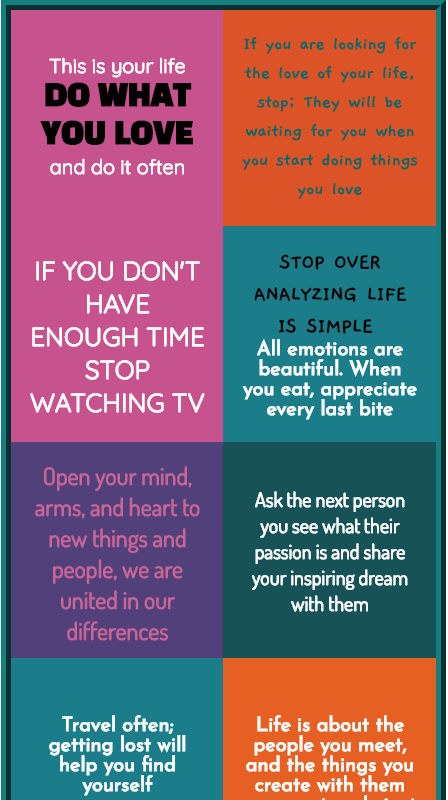 This is your life
DO WHAT
YOU LOVE
and do it often
If you are looking for
the love of your life,
stop; They will be
waiting for you when
you start doing things
you love
IF YOU DON'T
HAVE
ENOUGH TIME
STOP
WATCHING TV
STOP OVER
ANALYZING LIFE
IS SIMPLE
All emotions are
beautiful. When
you eat, appreciate
every last bite
Open your mind,
arms, and heart to
new things and
people, we are
united in our
differences
Ask the next person
you see what their
passion is and share
your inspiring dream
with them
Travel often;
getting lost will
help you find
yourself
Life is about the
people you meet,
and the things you
create with them